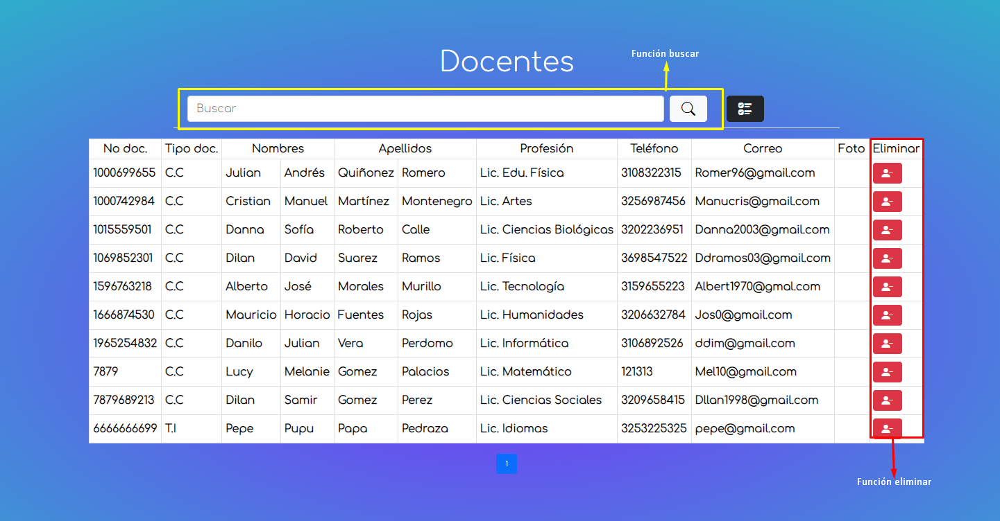 Función buscar
Docentes
Buscar
No doc. Tipo doc. Nombres Apellidos Profesión Teléfono Correo Foto Eliminar
1000699655 C.C Julian Andrés Quiñonez Romero Lic. Edu. Física 3108322315 Romer96@gmail.com
1000742984 C.C Cristian Manuel Martínez Montenegro Lic. Artes 3256987456 Manucris@gmail.com
1015559501 C.C Danna Sofía Roberto Calle Lic. Ciencias Biológicas 3202236951 Danna2003@gmail.com
1069852301 C.C Dilan David Suarez Ramos Lic. Física 3698547522 Ddramos03@gmail.com
1596763218 C.C Alberto José Morales Murillo Lic. Tecnología 3159655223 Albert1970@gmal.com
1666874530 C.C Mauricio Horacio Fuentes Rojas Lic. Humanidades 3206632784 Jos0@gmail.com
1965254832 C.C Danilo Julian Vera Perdomo Lic. Informática 3106892526 ddim@gmail.com
7879 C.C Lucy Melanie Gomez Palacios Lic. Matemático 121313 Mel10@gmail.com
7879689213 C.C Dilan Samir Gomez Perez Lic. Ciencias Sociales 3209658415 Dllan1998@gmail.com
6666666699 T.I Pepe Pupu Papa Pedraza Lic. Idiomas 3253225325 pepe@gmail.com
1
Función eliminar